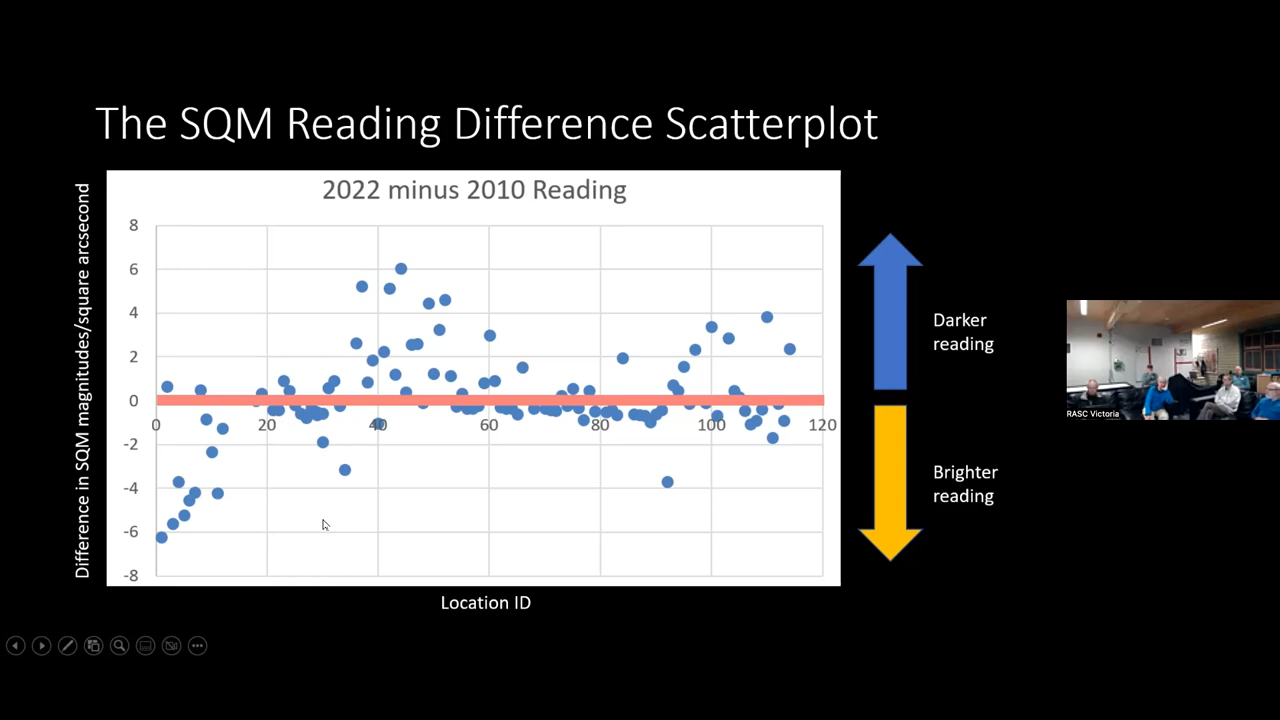 The SQM Reading Difference Scatterplot
2022 minus 2010 Reading
Difference in SQM magnitudes/square arcsecond
8
6
4
2
0
-2
-4
-6
-8
0 20 40 60 80 100 120
Location ID
Darker
reading
Brighter
reading
RASC Victoria